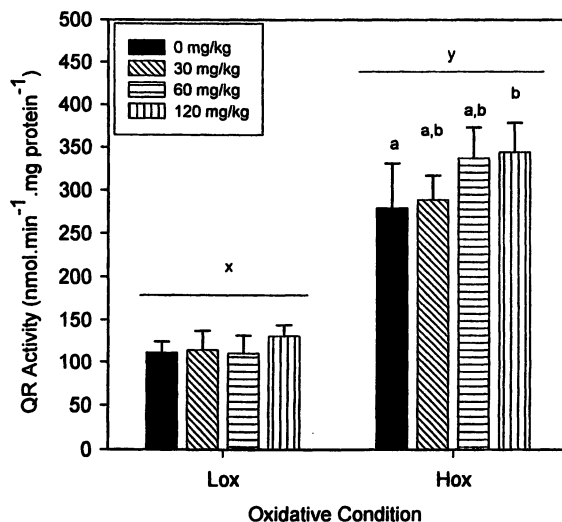 500
450
400
350
300
250
200
150
100
50
0
QR Activity (nmol.min⁻¹.mg protein⁻¹)
0 mg/kg
30 mg/kg
60 mg/kg
120 mg/kg
x
y
a
a,b
a,b
b
Lox
Hox
Oxidative Condition